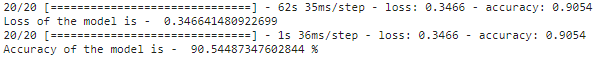 20/20 [==============================] - 62s 35ms/step - loss: 0.3466 - accuracy: 0.9054
Loss of the model is -  0.346641480922699
20/20 [==============================] - 1s 36ms/step - loss: 0.3466 - accuracy: 0.9054
Accuracy of the model is -  90.54487347602844 %